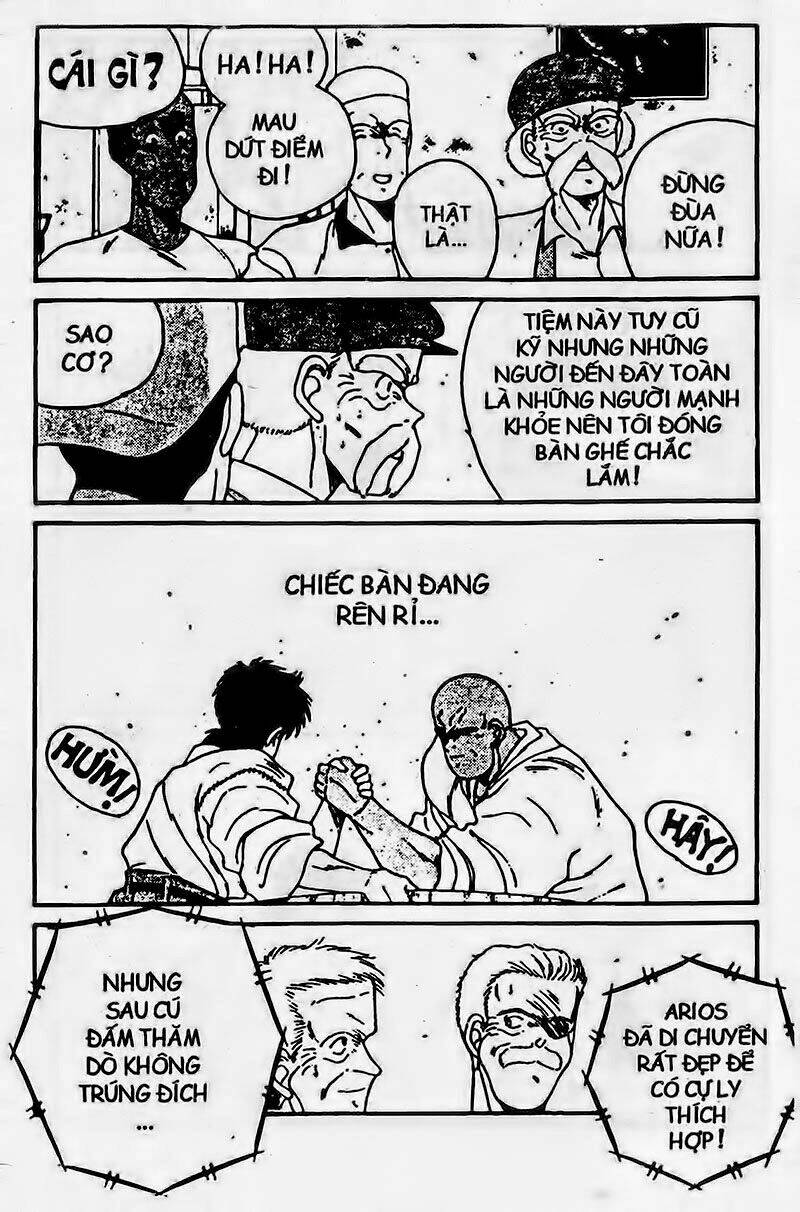 CÁI GÌ?
HA! HA!
MAU
DỨT ĐIỂM
ĐI!
THẬT
LÀ...
ĐỪNG
ĐÙA
NỮA!
SAO
CƠ?
TIỆM NÀY TUY CŨ
KỸ NHƯNG NHỮNG
NGƯỜI ĐẾN ĐÂY TOÀN
LÀ NHỮNG NGƯỜI MẠNH
KHỎE NÊN TÔI ĐÓNG
BÀN GHẾ CHẮC
LẮM!
CHIẾC BÀN ĐANG
RÊN RỈ...
HƯM!
HÂY!
NHƯNG
SAU CÚ
ĐẤM THĂM
DÒ KHÔNG
TRÚNG ĐÍCH
...
ARIOS
ĐÃ DI CHUYỂN
RẤT ĐẸP ĐỂ
CÓ CỰ LY
THÍCH
HỢP!